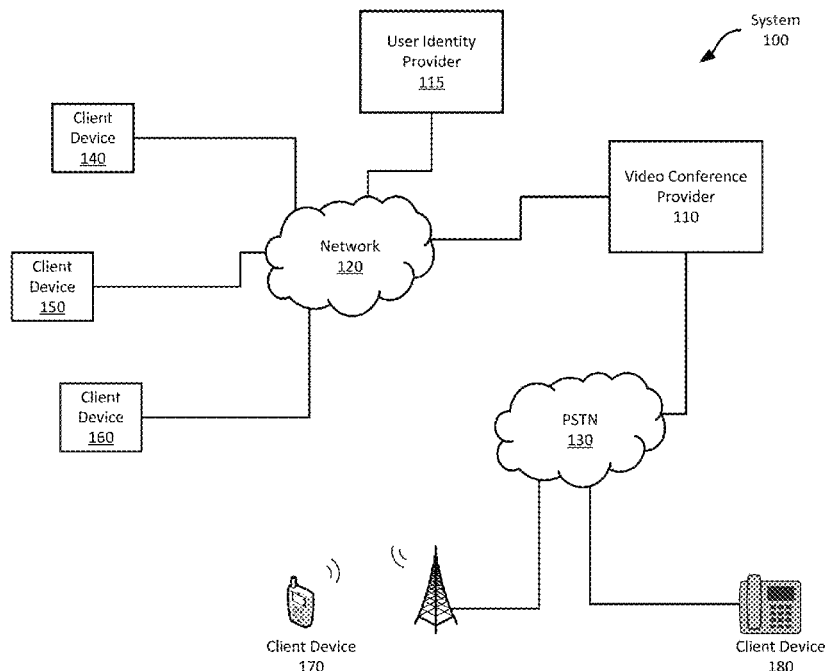 System
100
User Identity
Provider
115
Client
Device
140
Video Conference
Provider
110
Network
120
Client
Device
150
Client
Device
160
PSTN
130
Client Device
170
Client Device
180